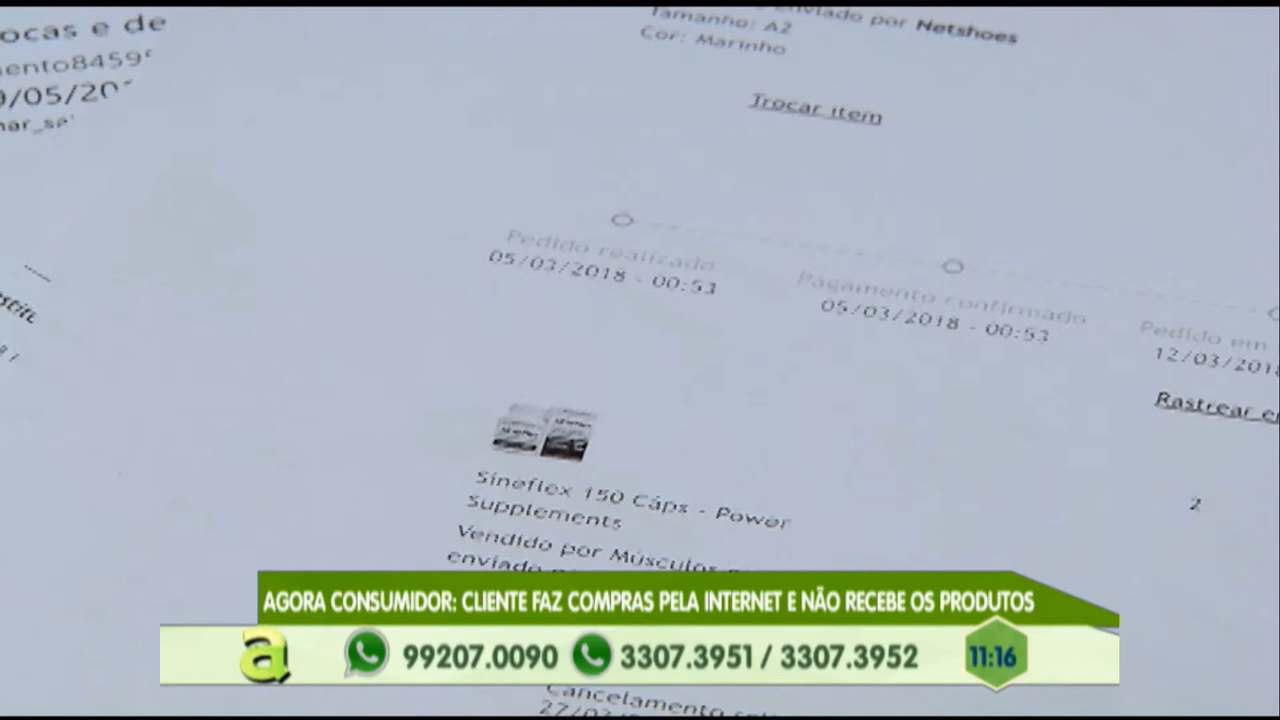 ocas e de
enviado por Netshoes
Tamanho: A2
Cor: Marinho
Trocar item
Pedido realizado
05/03/2018 - 00:53
Pagamento confirmado
05/03/2018 - 00:53
Pedido em
12/03/2018
Rastrear
2
Sineflex 150 Cáps - Power
Supplements
Vendido por Músculos
enviado
AGORA CONSUMIDOR: CLIENTE FAZ COMPRAS PELA INTERNET E NÃO RECEBE OS PRODUTOS
a 99207.0090 3307.3951 / 3307.3952 11:16
Cancelamento